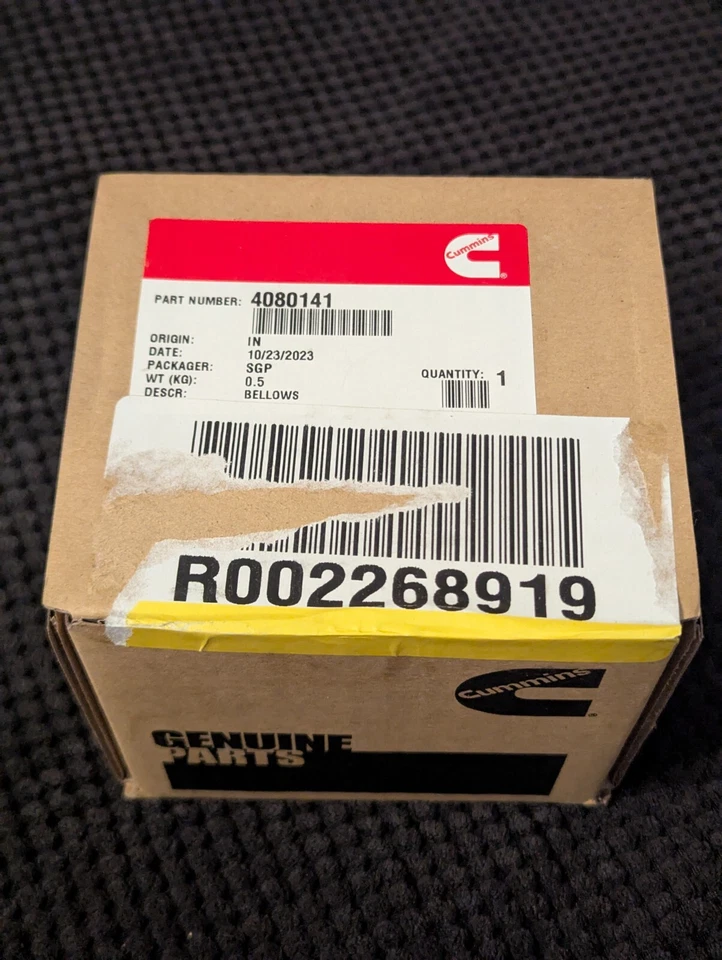 Cummins
PART NUMBER: 4080141
ORIGIN: IN
DATE: 10/23/2023
PACKAGER: SGP
WT (KG): 0.5
QUANTITY: 1
DESCR: BELLOWS
R002268919
Cummins
GENUINE
PARTS